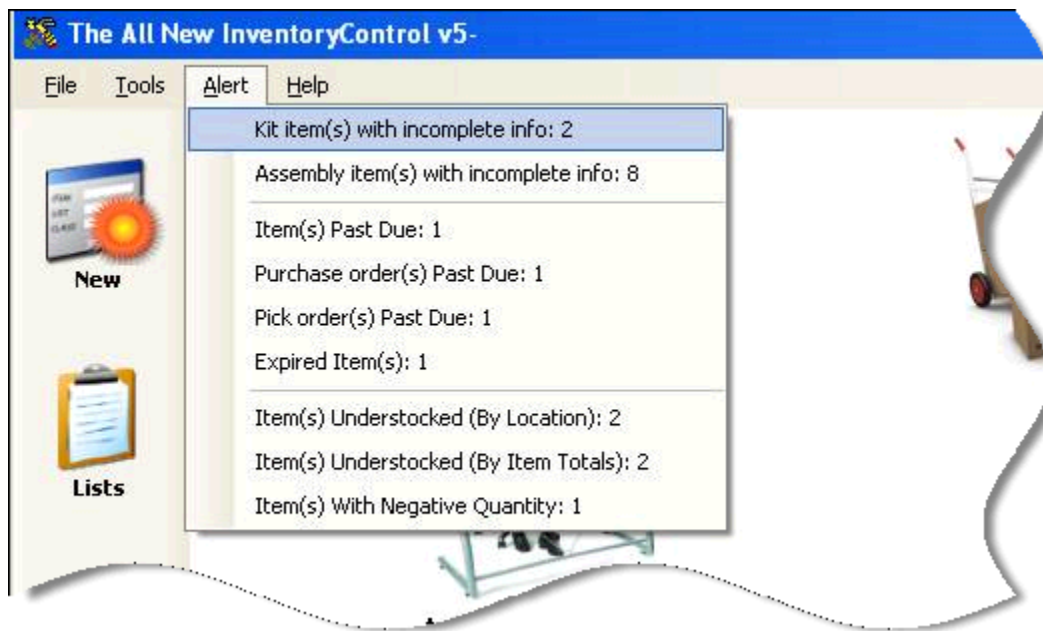 The All New InventoryControl v5-
File Tools Alert Help
Kit item(s) with incomplete info: 2
Assembly item(s) with incomplete info: 8
Item(s) Past Due: 1
Purchase order(s) Past Due: 1
Pick order(s) Past Due: 1
Expired Item(s): 1
Item(s) Understocked (By Location): 2
Item(s) Understocked (By Item Totals): 2
Item(s) With Negative Quantity: 1
New
Lists